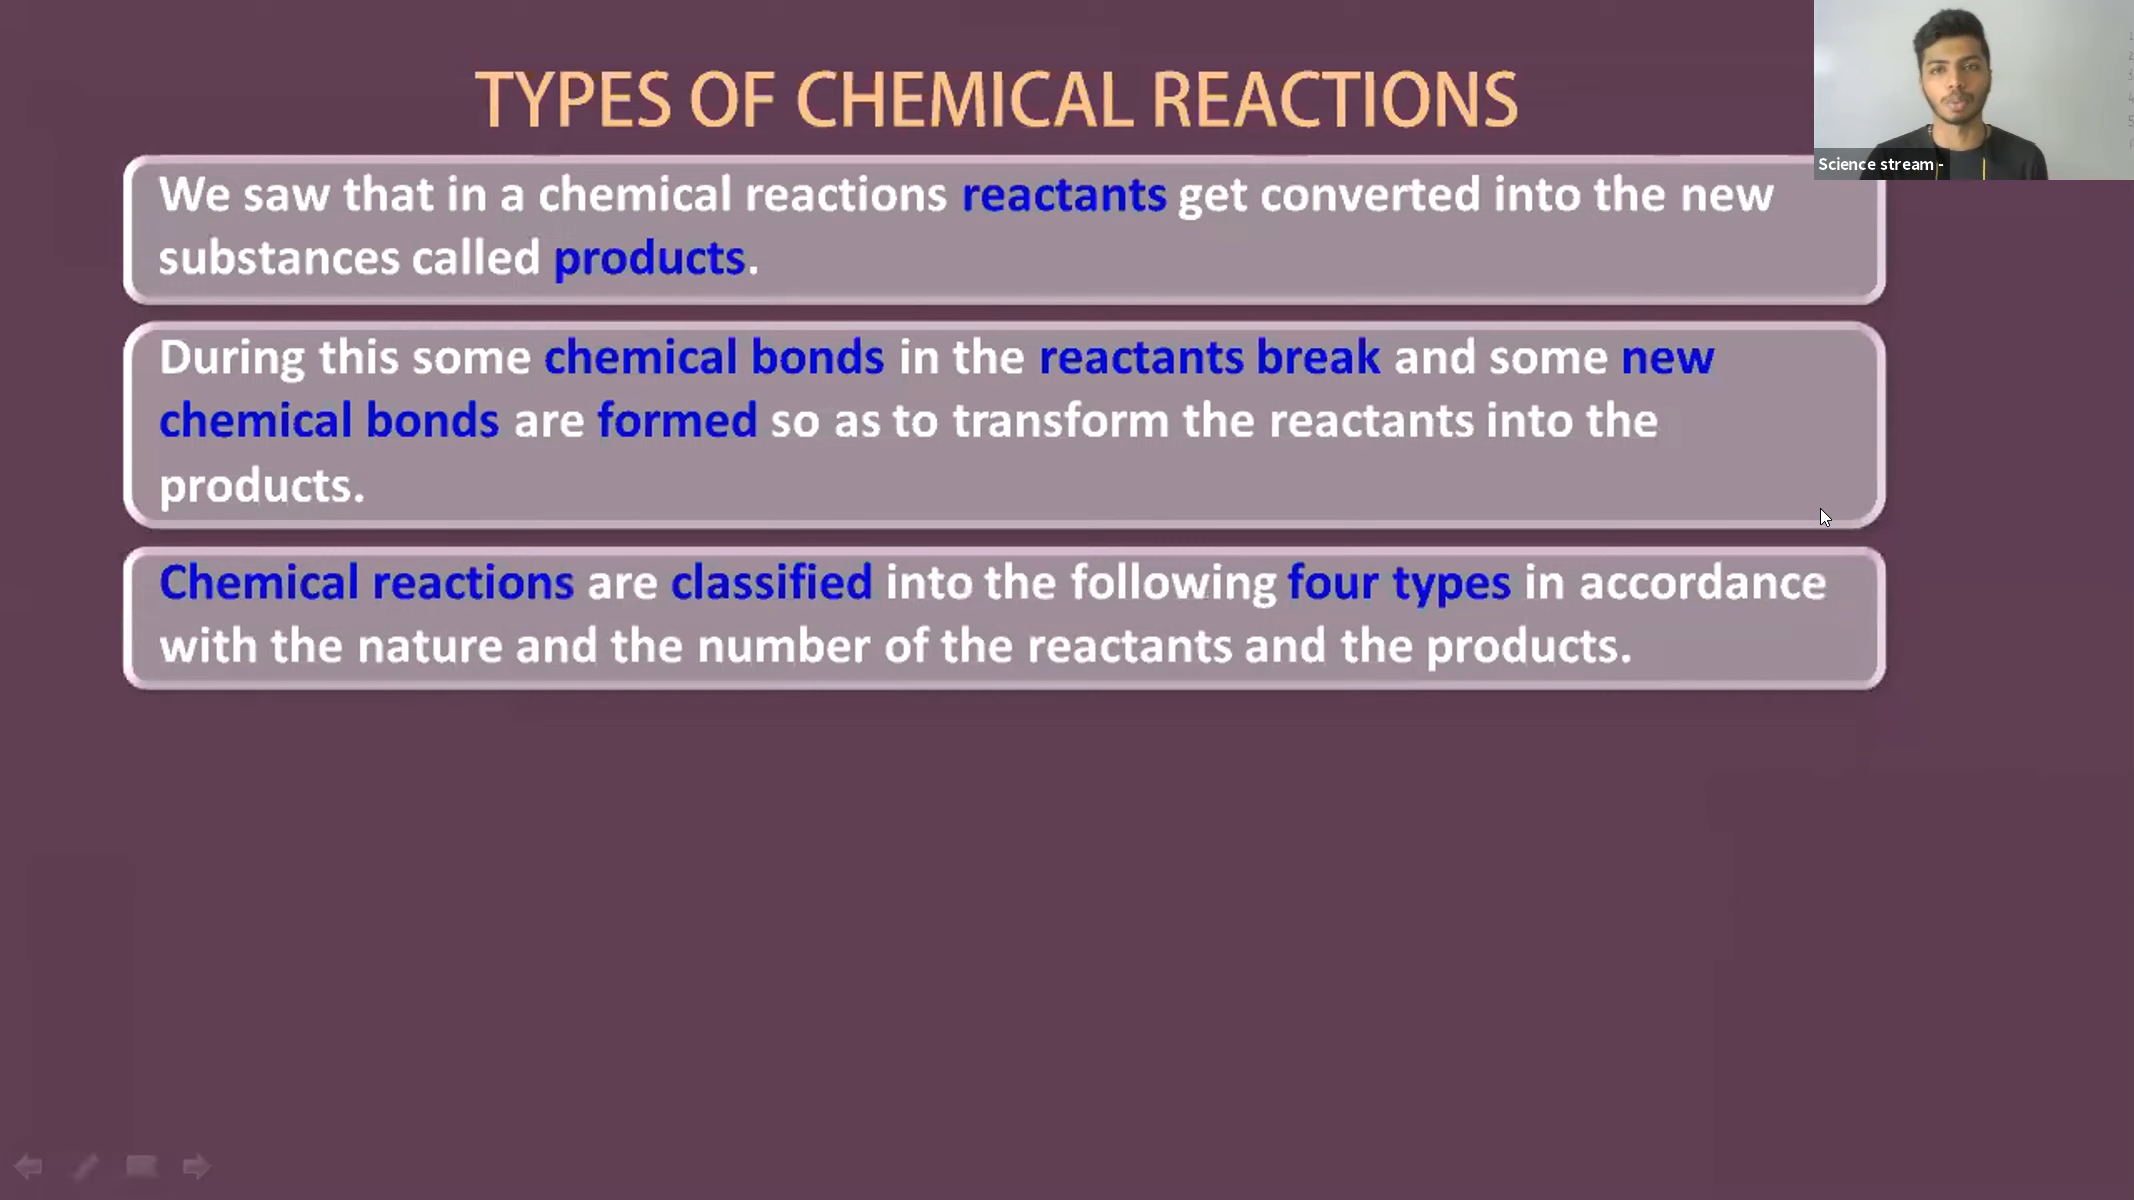 TYPES OF CHEMICAL REACTIONS
Science stream -
We saw that in a chemical reactions reactants get converted into the new
substances called products.
During this some chemical bonds in the reactants break and some new
chemical bonds are formed so as to transform the reactants into the
products.
Chemical reactions are classified into the following four types in accordance
with the nature and the number of the reactants and the products.